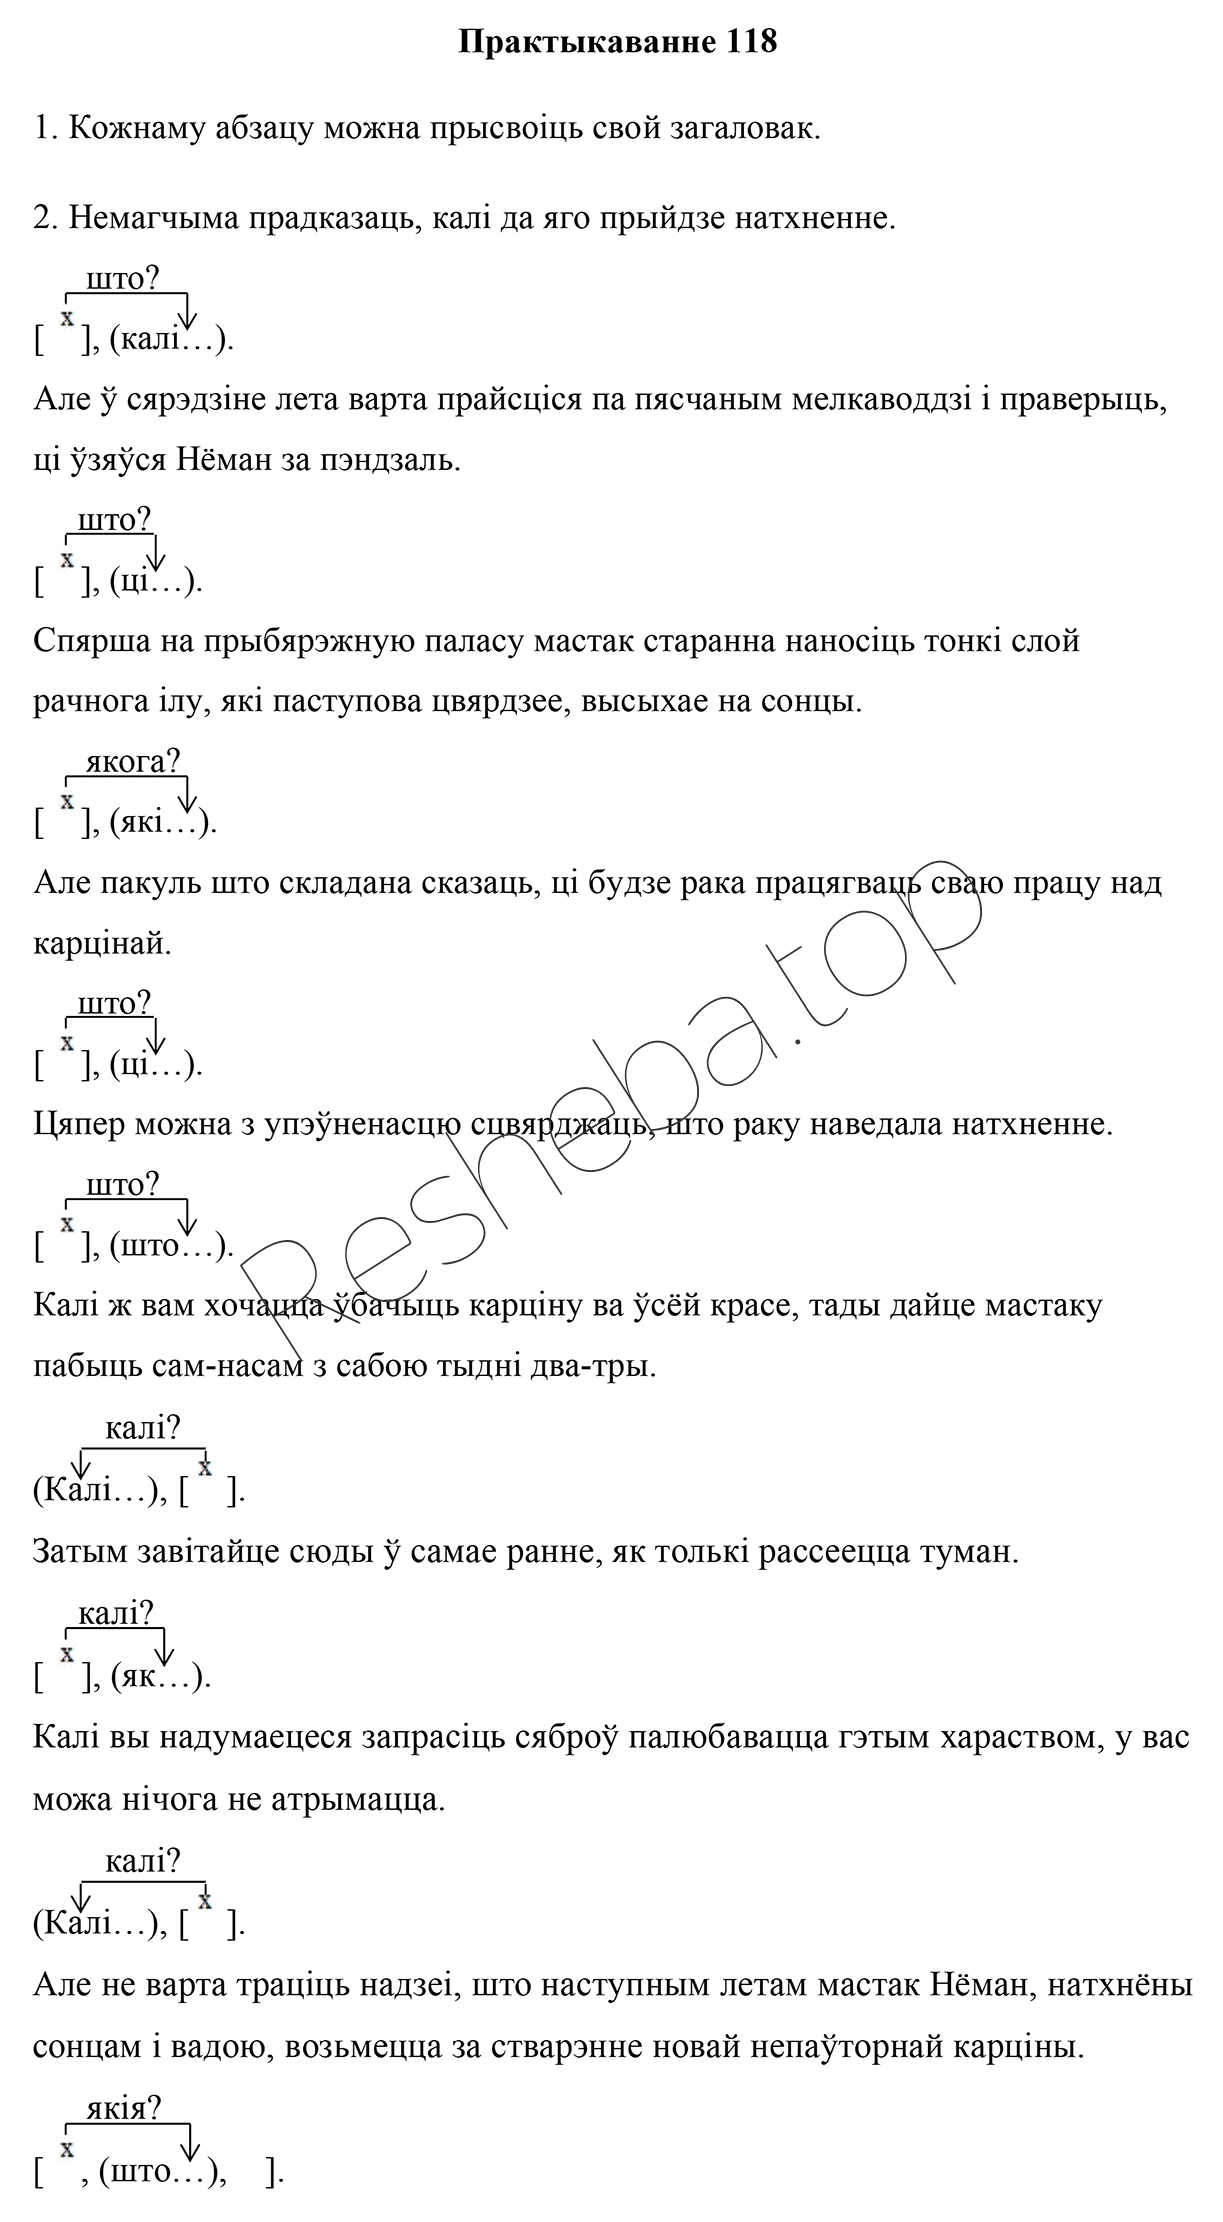 Практыкаванне 118
1. Кожнаму абзацу можна прысвоіць свой загаловак.
2. Немагчыма прадказаць, калі да яго прыйдзе натхненне.
што?
х
[ ], (калі…).
Але ў сярэдзіне лета варта прайсціся па пясчаным мелкаводдзі і праверыць,
ці ўзяўся Нёман за пэндзаль.
што?
х
[ ], (ці…).
Спярша на прыбярэжную паласу мастак старанна наносіць тонкі слой
рачнога ілу, які паступова цвярдзее, высыхае на сонцы.
якога?
х
[ ], (які…).
Але пакуль што складана сказаць, ці будзе рака працягваць сваю працу над
карцінай.
што?
х
[ ], (ці…).
Цяпер можна з упэўненасцю сцвярджаць, што раку наведала натхненне.
што?
х
[ ], (што…).
Калі ж вам хочацца ўбачыць карціну ва ўсёй красе, тады дайце мастаку
пабыць сам-насам з сабою тыдні два-тры.
калі?
х
(Калі…), [ ].
Затым завітайце сюды ў самае ранне, як толькі рассеецца туман.
калі?
х
[ ], (як…).
Калі вы надумаецеся запрасіць сяброў палюбавацца гэтым хараством, у вас
можа нічога не атрымацца.
калі?
х
(Калі…), [ ].
Але не варта траціць надзеі, што наступным летам мастак Нёман, натхнёны
сонцам і вадою, возьмецца за стварэнне новай непаўторнай карціны.
якія?
х
[ , (што…), ].
Resheba.top